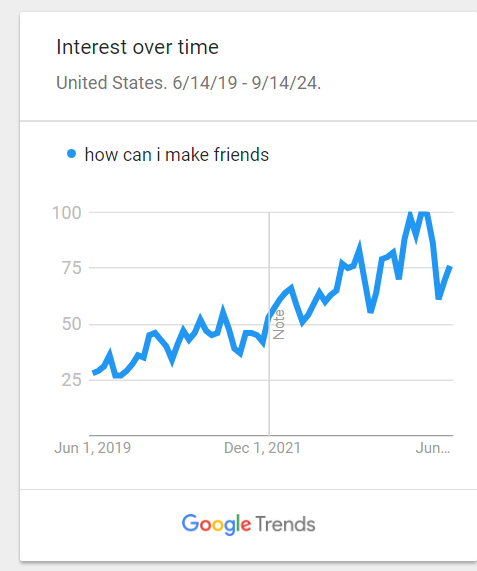 Interest over time
United States. 6/14/19 - 9/14/24.
how can i make friends
100
75
50
25
Note
Jun 1, 2019 Dec 1, 2021 Jun...
Google Trends